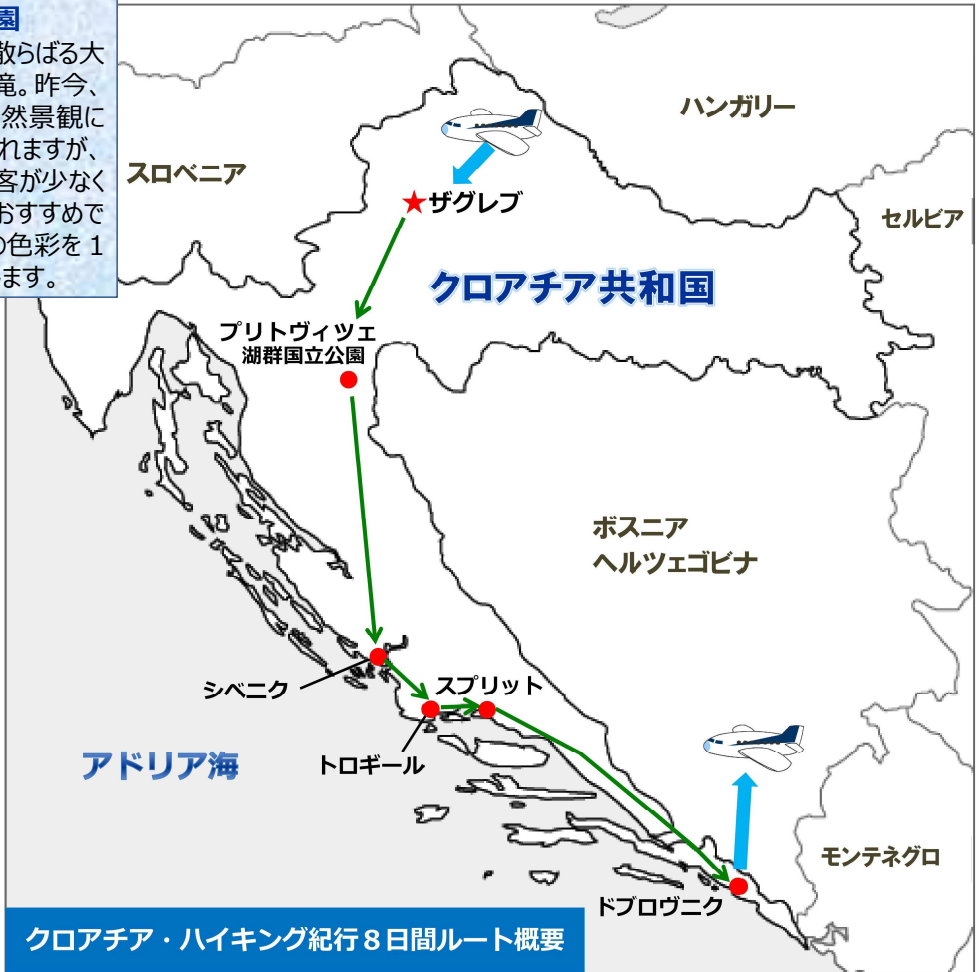 園
散らばる大
滝。昨今、
然景観に
れますが、
客が少なく
おすすめで
の色彩を1
ます。
ハンガリー
スロベニア
★ザグレブ
セルビア
クロアチア共和国
プリトヴィツェ
湖群国立公園
ボスニア
ヘルツェゴビナ
シベニク
スプリット
トロギール
アドリア海
モンテネグロ
ドブロヴニク
クロアチア・ハイキング紀行8日間ルート概要